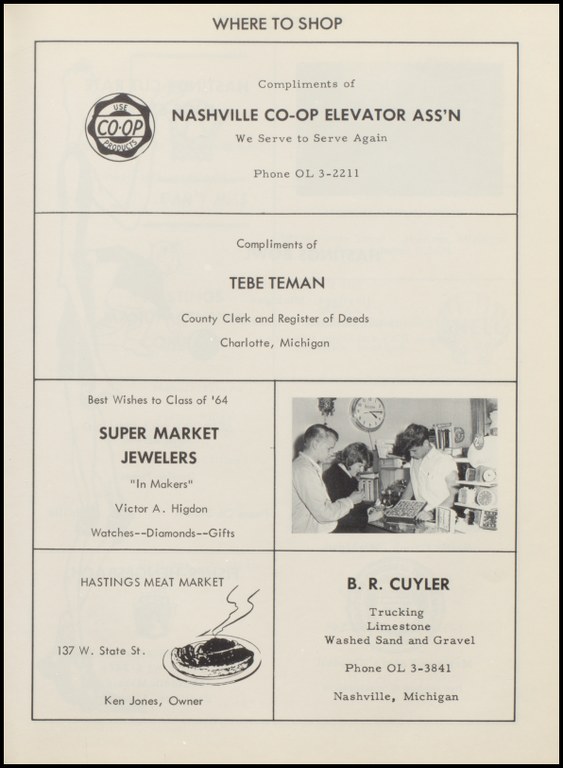 WHERE TO SHOP
Compliments of
NASHVILLE CO-OP ELEVATOR ASS'N
We Serve to Serve Again
Phone OL 3-2211
USE
CO-OP
PRODUCTS
Compliments of
TEBE TEMAN
County Clerk and Register of Deeds
Charlotte, Michigan
Best Wishes to Class of '64
SUPER MARKET
JEWELERS
"In Makers"
Victor A. Higdon
Watches--Diamonds--Gifts
HASTINGS MEAT MARKET
137 W. State St.
Ken Jones, Owner
B. R. CUYLER
Trucking
Limestone
Washed Sand and Gravel
Phone OL 3-3841
Nashville, Michigan